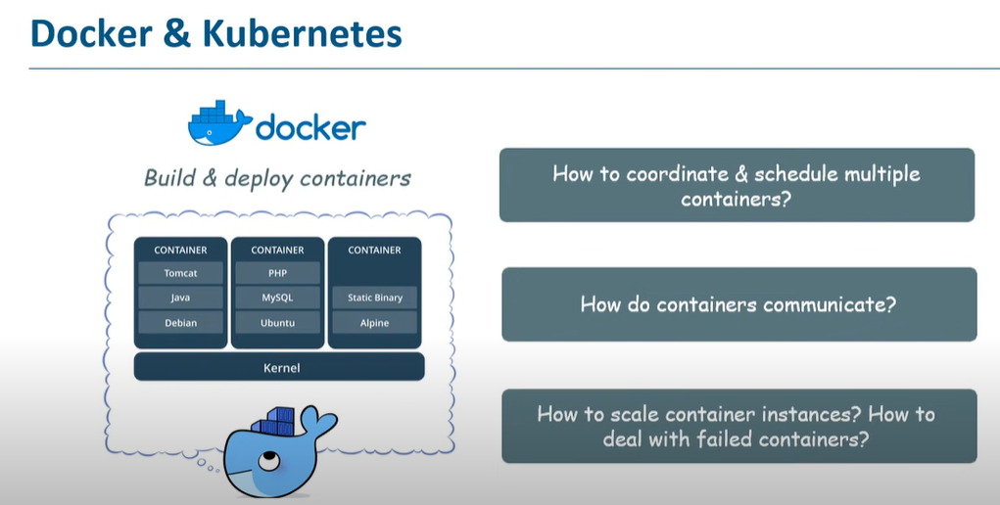 Docker & Kubernetes
docker
Build & deploy containers
CONTAINER
Tomcat
Java
Debian
CONTAINER
PHP
MySQL
Ubuntu
CONTAINER
Static Binary
Alpine
Kernel
How to coordinate & schedule multiple
containers?
How do containers communicate?
How to scale container instances? How to
deal with failed containers?